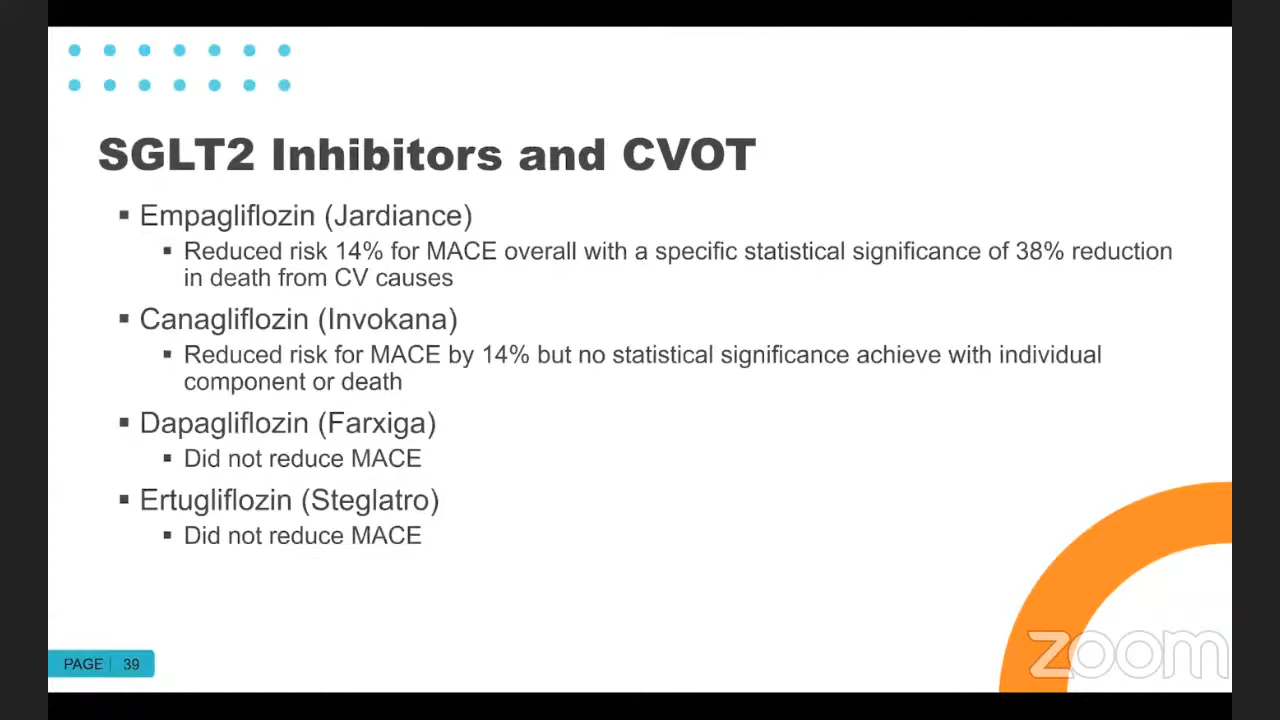 SGLT2 Inhibitors and CVOT
▪ Empagliflozin (Jardiance)
▪ Reduced risk 14% for MACE overall with a specific statistical significance of 38% reduction
in death from CV causes
▪ Canagliflozin (Invokana)
▪ Reduced risk for MACE by 14% but no statistical significance achieve with individual
component or death
▪ Dapagliflozin (Farxiga)
▪ Did not reduce MACE
▪ Ertugliflozin (Steglatro)
▪ Did not reduce MACE
PAGE | 39
zoom